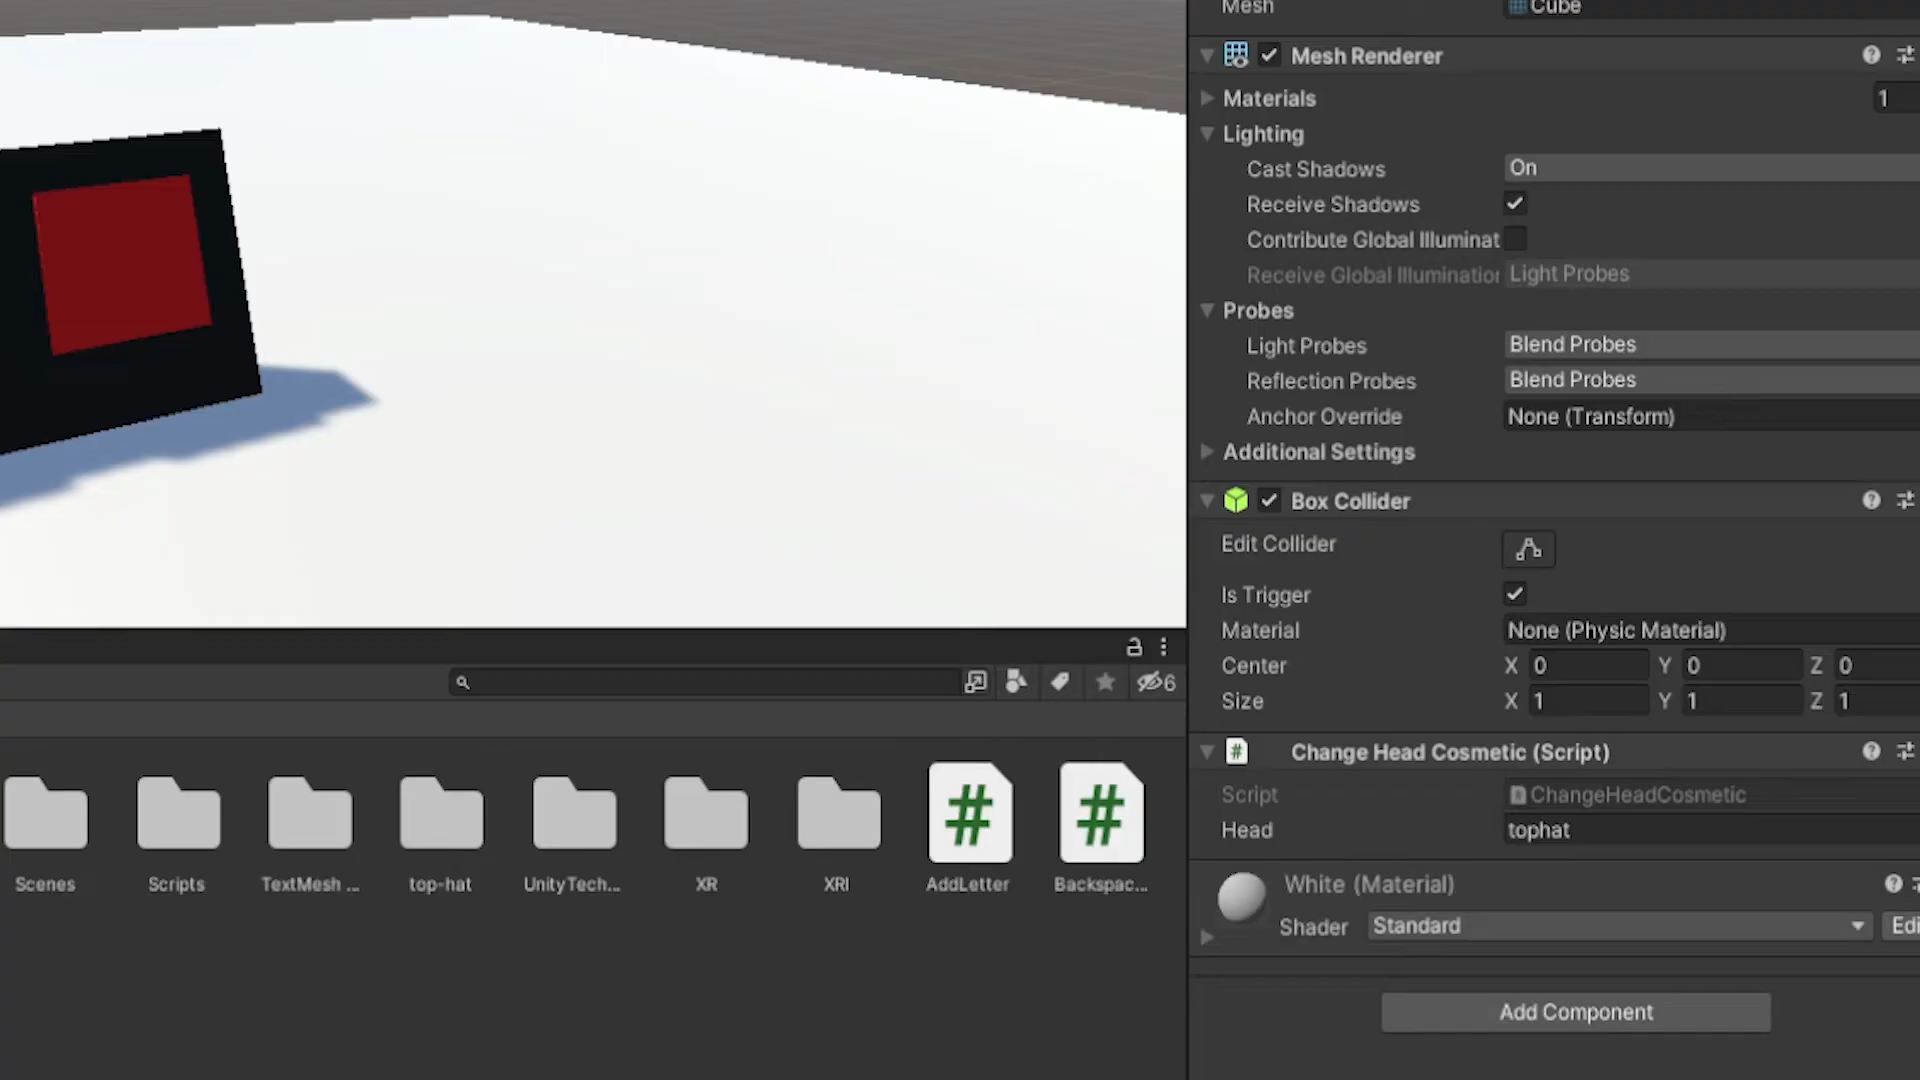 Mesh Cube
Mesh Renderer
Materials 1
Lighting
Cast Shadows On
Receive Shadows
Contribute Global Illuminat
Receive Global Illumination Light Probes
Probes
Light Probes Blend Probes
Reflection Probes Blend Probes
Anchor Override None (Transform)
Additional Settings
Box Collider
Edit Collider
Is Trigger
Material None (Physic Material)
Center X 0 Y 0 Z 0
Size X 1 Y 1 Z 1
# Change Head Cosmetic (Script)
Script ChangeHeadCosmetic
Head tophat
White (Material)
Shader Standard Edi
Add Component
6
# #
Scenes Scripts TextMesh ... top-hat UnityTech... XR XRI AddLetter Backspac...